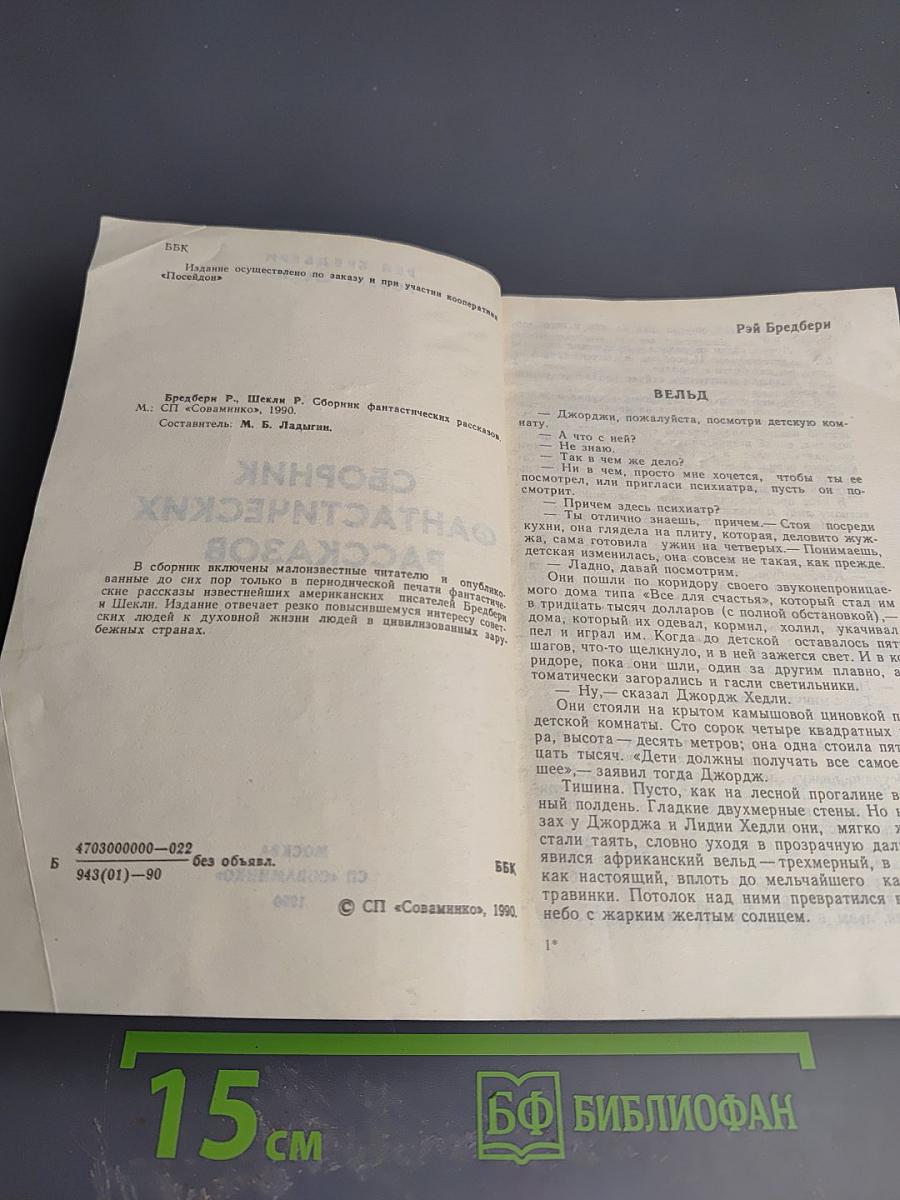 ББК
Издание осуществлено по заказу и при участии кооператива
«Посейдон»
Бредбери Р., Шекли Р. Сборник фантастических рассказов.
М.: СП «Соваминко», 1990.
Составитель: М. Б. Ладыгин.
СБОРНИК
ФАНТАСТИЧЕСКИХ
РАССКАЗОВ
В сборник включены малоизвестные читателю и опублико-
ванные до сих пор только в периодической печати фантастиче-
ские рассказы известнейших американских писателей Бредбери
и Шекли. Издание отвечает резко повысившемуся интересу совет-
ских людей к духовной жизни людей в цивилизованных зару-
бежных странах.
Б 4703000000—022 без объявл.
943(01)—90
ББК
МОСКВА
СП «СОВАМИНКО»
1990
© СП «Соваминко», 1990.
Рэй Бредбери
ВЕЛЬД
— Джорджи, пожалуйста, посмотри детскую ком-
нату.
— А что с ней?
— Не знаю.
— Так в чем же дело?
— Ни в чем, просто мне хочется, чтобы ты ее
посмотрел, или пригласи психиатра, пусть он по-
смотрит.
— Причем здесь психиатр?
— Ты отлично знаешь, причем.— Стоя посреди
кухни, она глядела на плиту, которая, деловито жуж-
жа, сама готовила ужин на четверых.— Понимаешь,
детская изменилась, она совсем не такая, как прежде.
— Ладно, давай посмотрим.
Они пошли по коридору своего звуконепроницае-
мого дома типа «Все для счастья», который стал им
в тридцать тысяч долларов (с полной обстановкой),—
дома, который их одевал, кормил, холил, укачивал
пел и играл им. Когда до детской оставалось пят
шагов, что-то щелкнуло, и в ней зажегся свет. И в ко
ридоре, пока они шли, один за другим плавно, а
томатически загорались и гасли светильники.
— Ну,— сказал Джордж Хедли.
Они стояли на крытом камышовой циновкой п
детской комнаты. Сто сорок четыре квадратных
ра, высота — десять метров; она одна стоила пят
цать тысяч. «Дети должны получать все самое
шее»,— заявил тогда Джордж.
Тишина. Пусто, как на лесной прогалине в
ный полдень. Гладкие двухмерные стены. Но н
зах у Джорджа и Лидии Хедли они, мягко ж
стали таять, словно уходя в прозрачную дал
явился африканский вельд — трехмерный, в
как настоящий, вплоть до мельчайшего ка
травинки. Потолок над ними превратился в
небо с жарким желтым солнцем.
1*
15 см
БФ БИБЛИОФАН